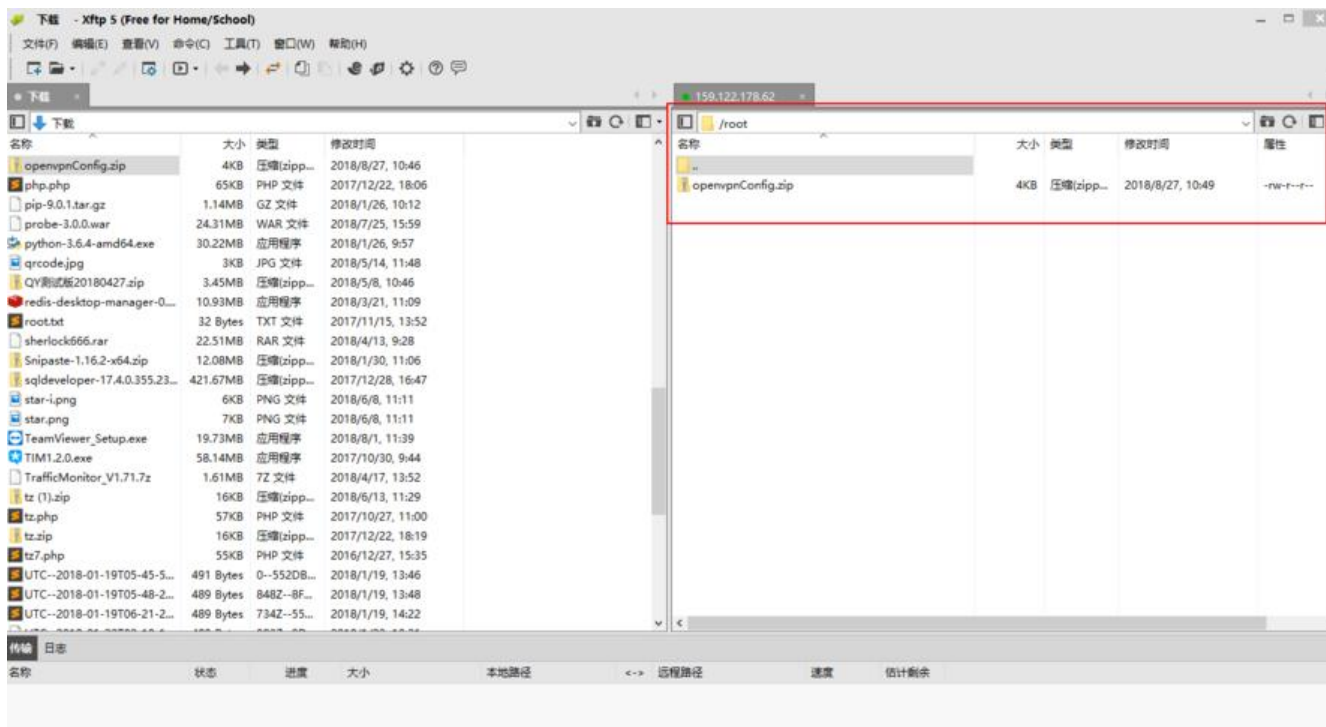 下载 - Xftp 5 (Free for Home/School)
文件(F) 编辑(E) 查看(V) 命令(C) 工具(T) 窗口(W) 帮助(H)
下载 159.122.178.62
下载 /root
名称 大小 类型 修改时间 名称 大小 类型 修改时间 属性
openvpnConfig.zip 4KB 压缩(zipp... 2018/8/27, 10:46 ..
php.php 65KB PHP 文件 2017/12/22, 18:06 openvpnConfig.zip 4KB 压缩(zipp... 2018/8/27, 10:49 -rw-r--r--
pip-9.0.1.tar.gz 1.14MB GZ 文件 2018/1/26, 10:12
probe-3.0.0.war 24.31MB WAR 文件 2018/7/25, 15:59
python-3.6.4-amd64.exe 30.22MB 应用程序 2018/1/26, 9:57
qrcode.jpg 3KB JPG 文件 2018/5/14, 11:48
QY测试版20180427.zip 3.45MB 压缩(zipp... 2018/5/8, 10:46
redis-desktop-manager-0.... 10.93MB 应用程序 2018/3/21, 11:09
root.txt 32 Bytes TXT 文件 2017/11/15, 13:52
sherlock666.rar 22.51MB RAR 文件 2018/4/13, 9:28
Snipaste-1.16.2-x64.zip 12.08MB 压缩(zipp... 2018/1/30, 11:06
sqldeveloper-17.4.0.355.23... 421.67MB 压缩(zipp... 2017/12/28, 16:47
star-i.png 6KB PNG 文件 2018/6/8, 11:11
star.png 7KB PNG 文件 2018/6/8, 11:11
TeamViewer_Setup.exe 19.73MB 应用程序 2018/8/1, 11:39
TIM1.2.0.exe 58.14MB 应用程序 2017/10/30, 9:44
TrafficMonitor_V1.71.7z 1.61MB 7Z 文件 2018/4/17, 13:52
tz (1).zip 16KB 压缩(zipp... 2018/6/13, 11:29
tz.php 57KB PHP 文件 2017/10/27, 11:00
tz.zip 16KB 压缩(zipp... 2017/12/22, 18:19
tz7.php 55KB PHP 文件 2016/12/27, 15:35
UTC--2018-01-19T05-45-5... 491 Bytes 0--552DB... 2018/1/19, 13:46
UTC--2018-01-19T05-48-2... 489 Bytes 848Z--8F... 2018/1/19, 13:48
UTC--2018-01-19T06-21-2... 489 Bytes 734Z--55... 2018/1/19, 14:22
传输 日志
名称 状态 进度 大小 本地路径 <-> 远程路径 速度 估计剩余